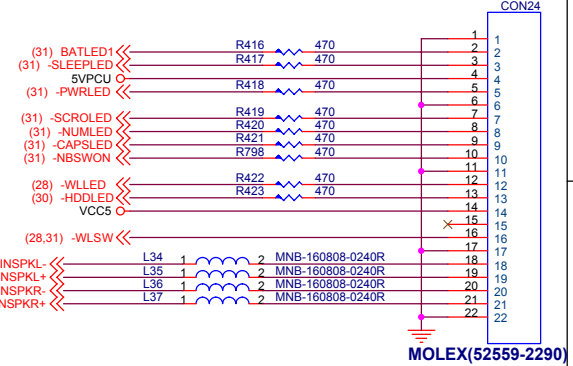 CON24
1 1
(31) BATLED1 R416 470 2 2
(31) -SLEEPLED R417 470 3 3
5VPCU 4 4
(31) -PWRLED R418 470 5 5
6 6
(31) -SCROLED R419 470 7 7
(31) -NUMLED R420 470 8 8
(31) -CAPSLED R421 470 9 9
(31) -NBSWON R798 470 10 10
11 11
(28) -WLLED R422 470 12 12
(30) -HDDLED R423 470 13 13
VCC5 14 14
15 15
(28,31) -WLSW 16 16
17 17
INSPKL- L34 1 2 MNB-160808-0240R 18 18
NSPKL+ L35 1 2 MNB-160808-0240R 19 19
NSPKR- L36 1 2 MNB-160808-0240R 20 20
NSPKR+ L37 1 2 MNB-160808-0240R 21 21
22 22
MOLEX(52559-2290)